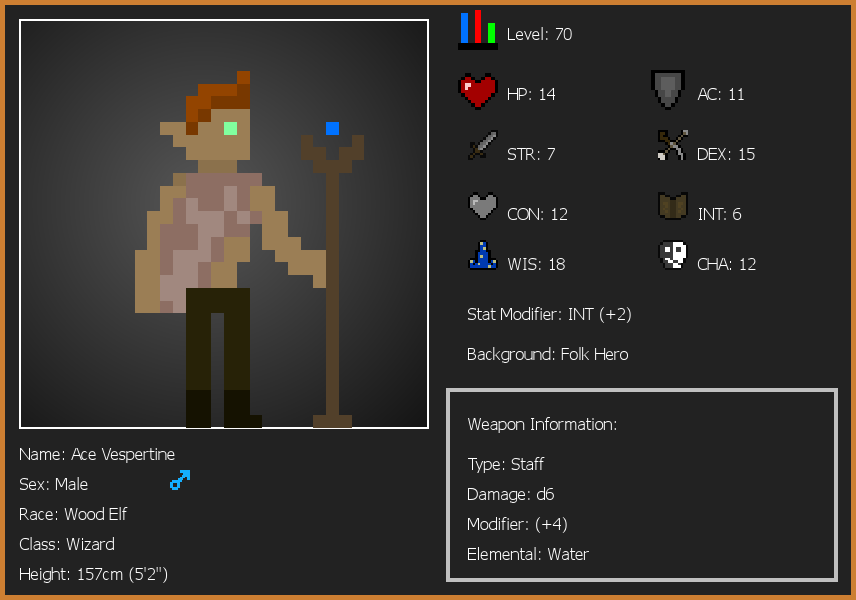 Level: 70
HP: 14
AC: 11
STR: 7
DEX: 15
CON: 12
INT: 6
WIS: 18
CHA: 12
Stat Modifier: INT (+2)
Background: Folk Hero
Weapon Information:
Type: Staff
Damage: d6
Modifier: (+4)
Elemental: Water
Name: Ace Vespertine
Sex: Male
Race: Wood Elf
Class: Wizard
Height: 157cm (5'2")